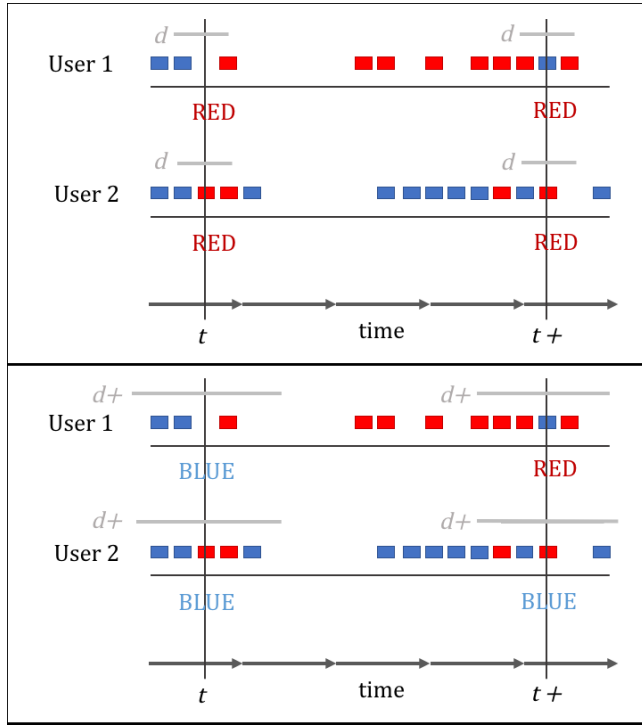 d d
User 1
RED RED
d d
User 2
RED RED
t time t +
d+ d+
User 1
BLUE RED
d+ d+
User 2
BLUE BLUE
t time t +